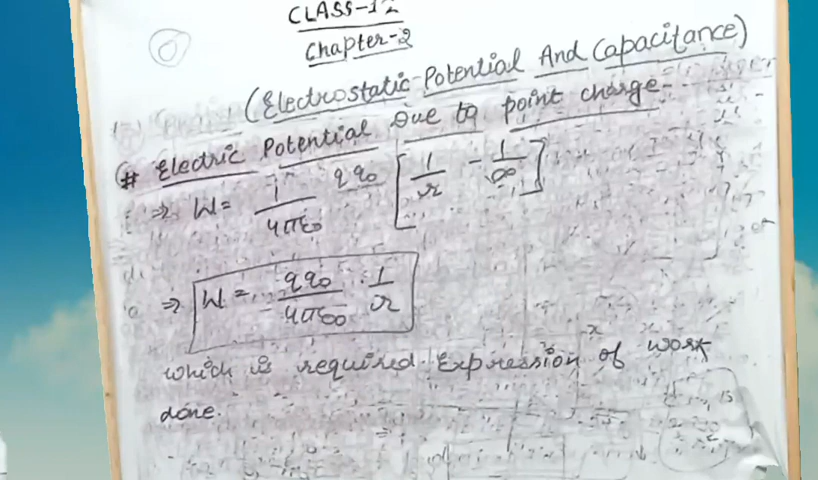 CLASS-12
Chapter-2
(Electrostatic Potential And Capacitance)
# Electric Potential Due to point charge-
⇒ W = 1/4πε₀ qq₀ [1/r - 1/∞]
⇒ W = qq₀/4πε₀ . 1/r
which is required Expression of work
done.